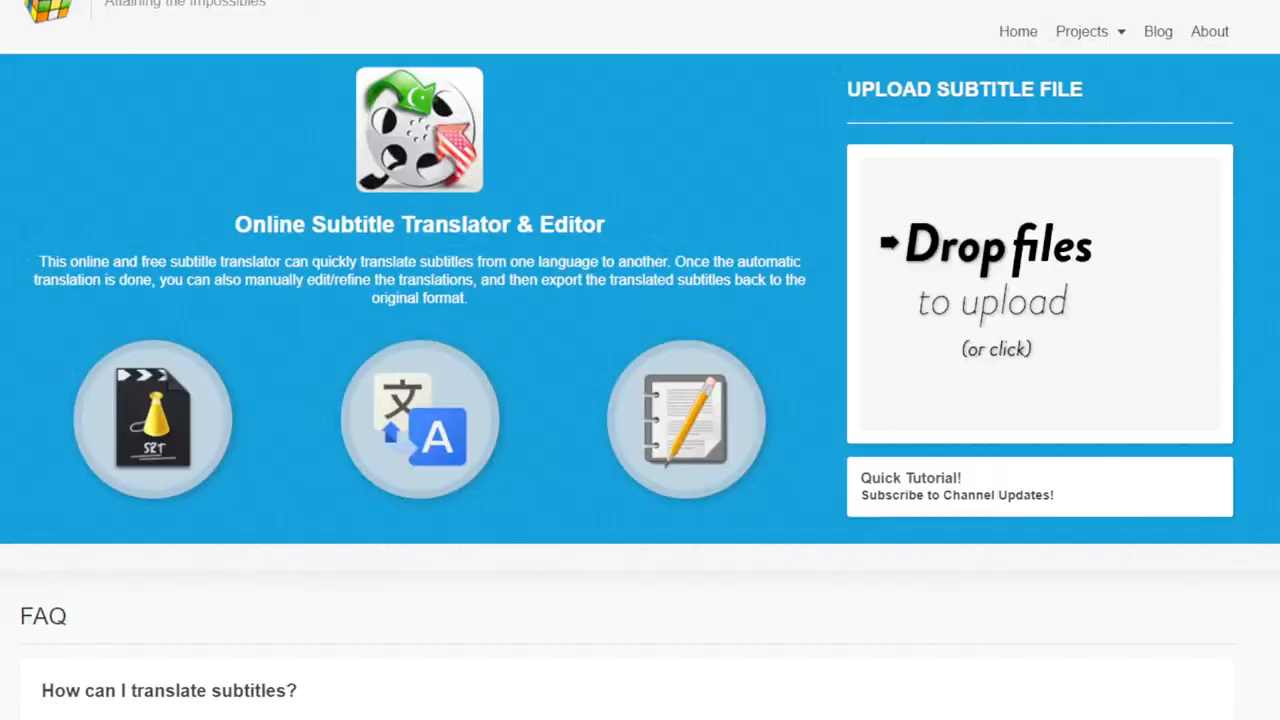 Attaining the Impossibles
Home Projects Blog About
UPLOAD SUBTITLE FILE
Drop files
to upload
(or click)
Online Subtitle Translator & Editor
This online and free subtitle translator can quickly translate subtitles from one language to another. Once the automatic
translation is done, you can also manually edit/refine the translations, and then export the translated subtitles back to the
original format.
SRT
文
A
Quick Tutorial!
Subscribe to Channel Updates!
FAQ
How can I translate subtitles?